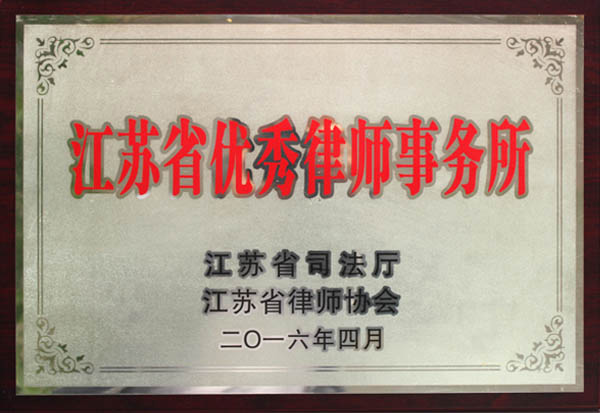 江苏省优秀律师事务所
江苏省司法厅
江苏省律师协会
二〇一六年四月